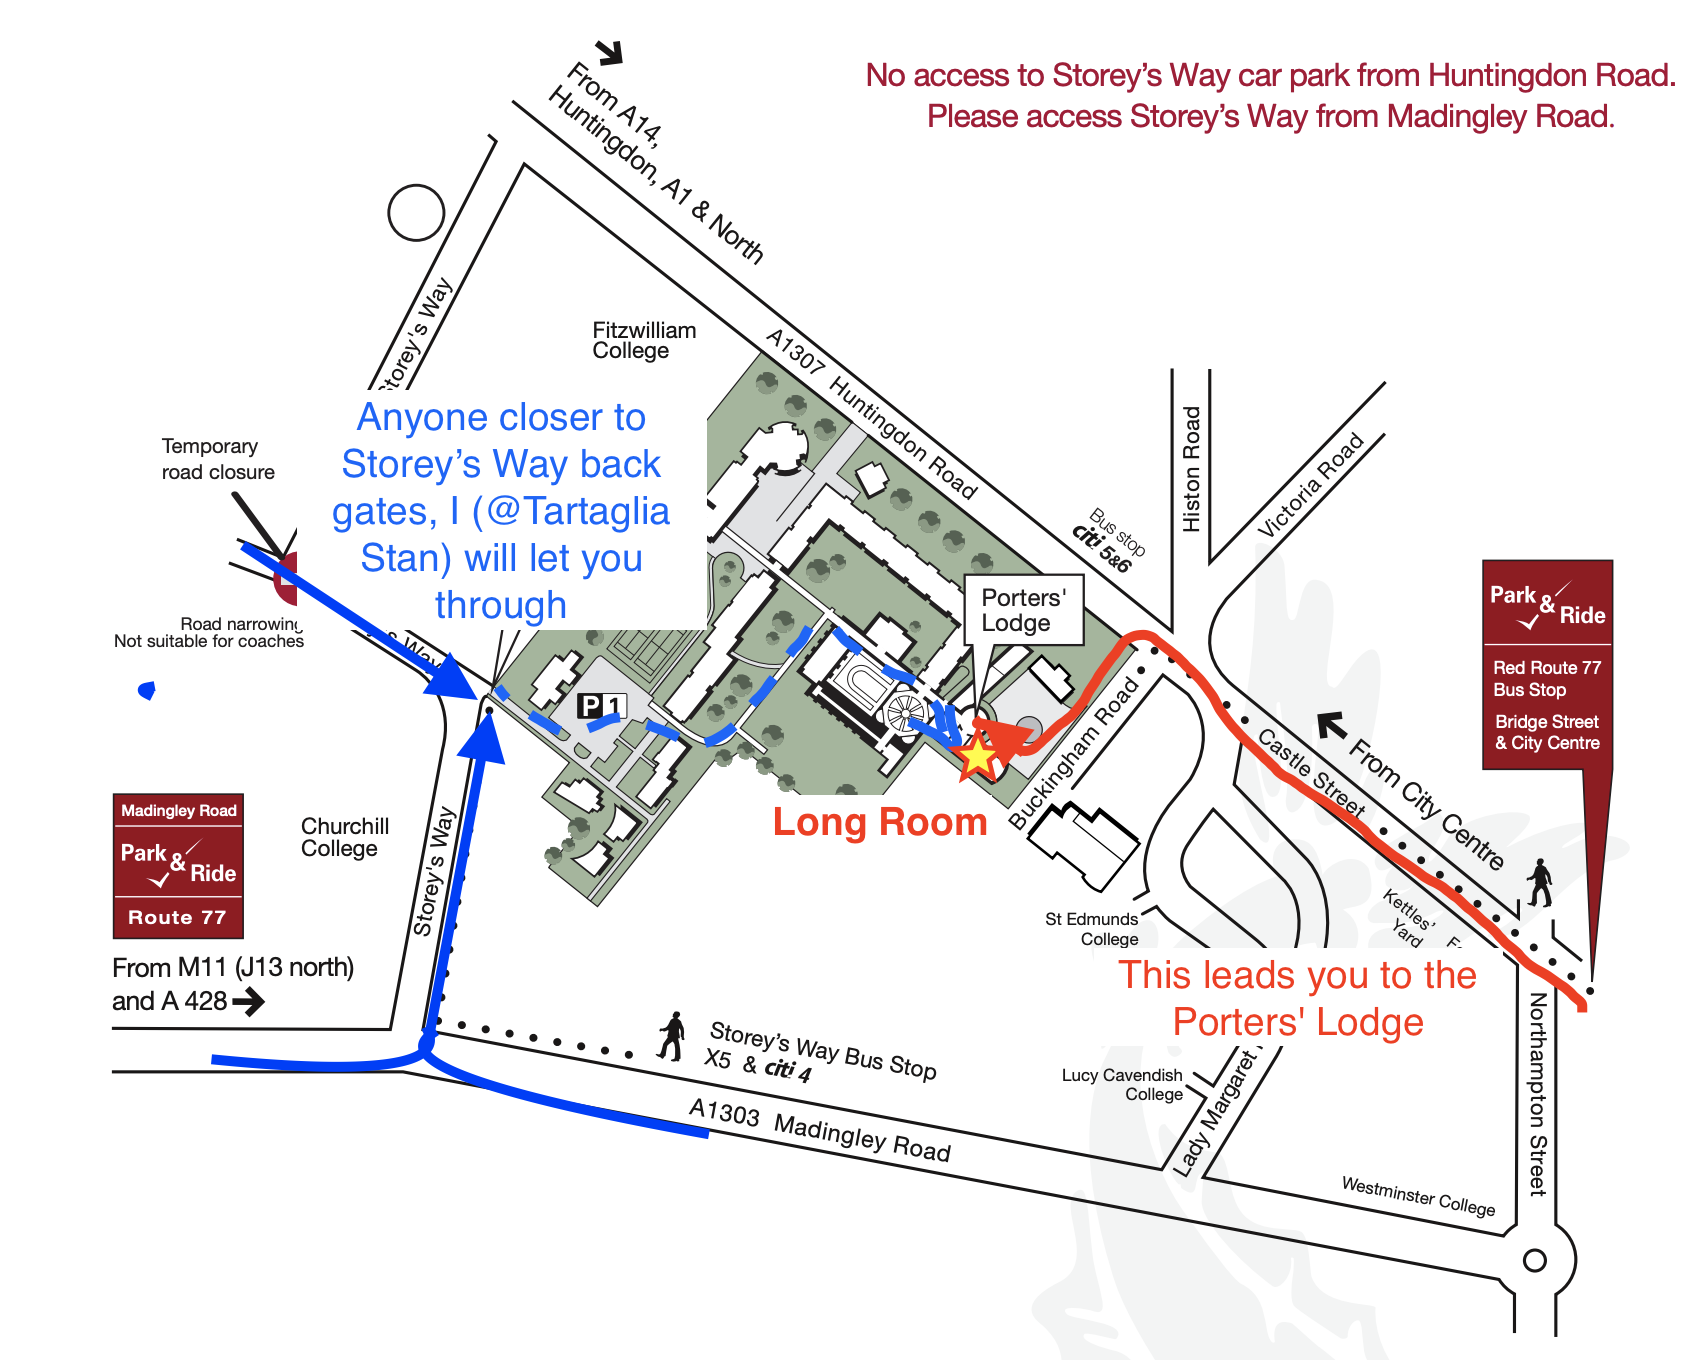 No access to Storey's Way car park from Huntingdon Road.
Please access Storey's Way from Madingley Road.
From A14,
Huntingdon, A1 & North
Storey's Way
Fitzwilliam
College
A1307 Huntingdon Road
Anyone closer to
Storey's Way back
gates, I (@Tartaglia
Stan) will let you
through
Temporary
road closure
Road narrowing
Not suitable for coaches
's Way
Histon Road
Victoria Road
Bus stop
citi 5&6
Porters'
Lodge
Park & Ride
Red Route 77
Bus Stop
Bridge Street
& City Centre
P 1
Buckingham Road
Castle Street
From City Centre
Long Room
Madingley Road
Park & Ride
Route 77
Churchill
College
Storey's Way
From M11 (J13 north)
and A 428
St Edmunds
College
Kettles'
Yard
This leads you to the
Porters' Lodge
Storey's Way Bus Stop
X5 & citi 4
A1303 Madingley Road
Lucy Cavendish
College
Lady Margaret
Northampton Street
Westminster College